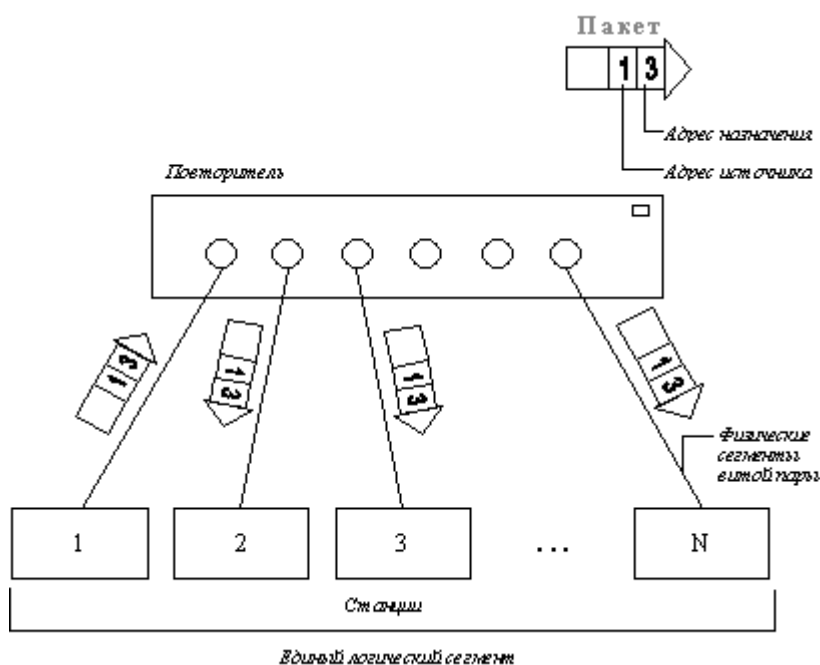 Пакет
1 3
Адрес назначения
Адрес источника
Повторитель
1 3
1 3
1 3
1 3
Физические
сегменты
витой пары
1
2
3
...
N
Станции
Единый логический сегмент